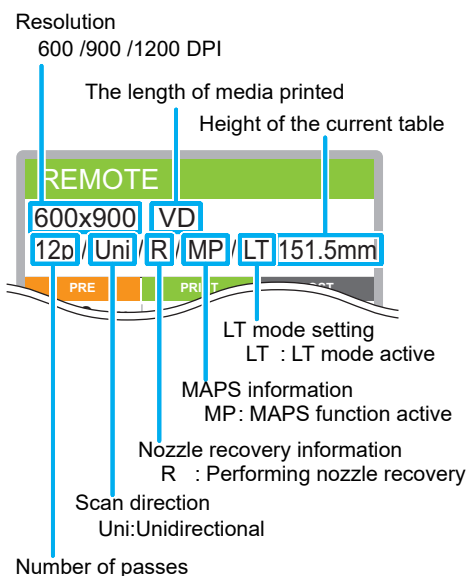 Resolution
600 /900 /1200 DPI
The length of media printed
Height of the current table
REMOTE
600x900 VD
12p/Uni/R/MP/LT 151.5mm
PRE PRINT
LT mode setting
LT : LT mode active
MAPS information
MP: MAPS function active
Nozzle recovery information
R : Performing nozzle recovery
Scan direction
Uni:Unidirectional
Number of passes